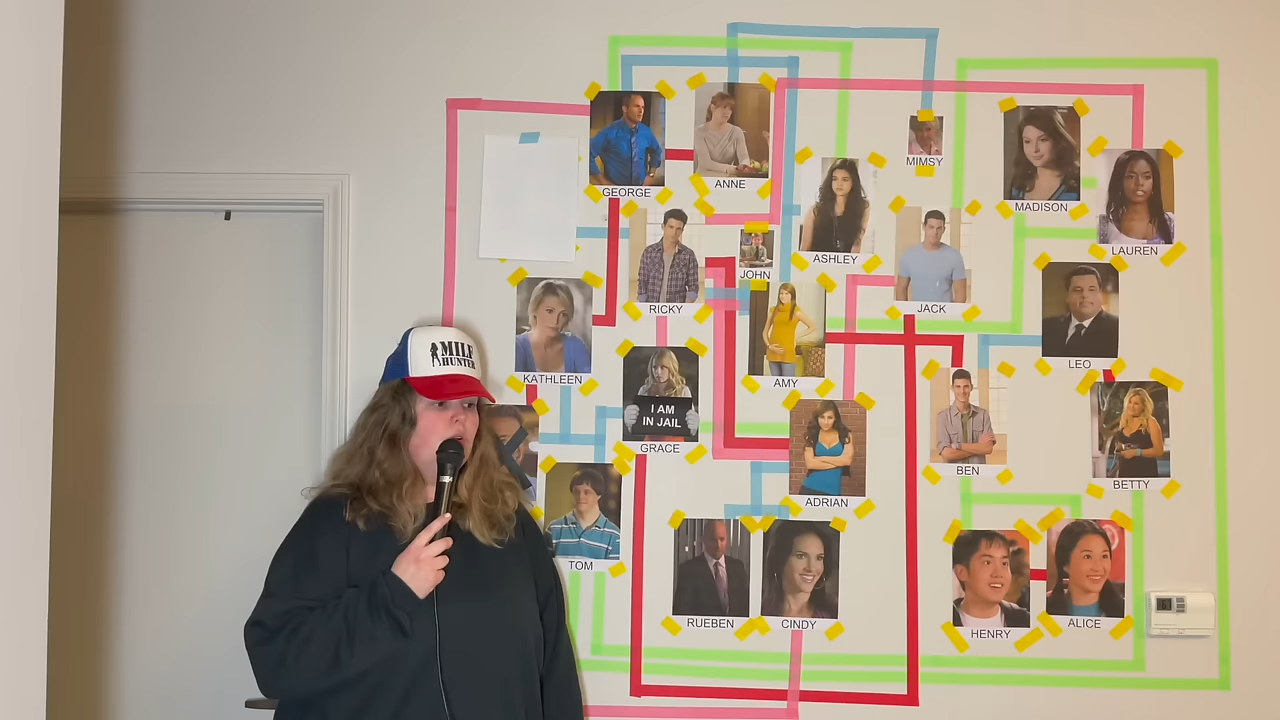 GEORGE
ANNE
MIMSY
MADISON
LAUREN
JOHN
ASHLEY
RICKY
JACK
KATHLEEN
AMY
LEO
I AM
IN JAIL
GRACE
BEN
BETTY
ADRIAN
TOM
RUEBEN
CINDY
HENRY
ALICE
MILF
HUNTER